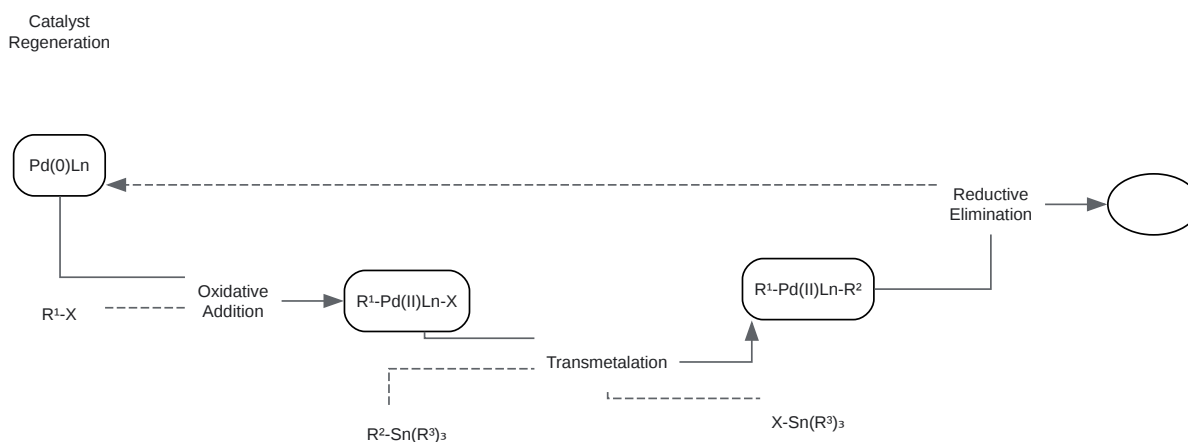 Catalyst
Regeneration
Pd(0)Ln
Reductive
Elimination
R¹-X
Oxidative
Addition
R¹-Pd(II)Ln-X
R¹-Pd(II)Ln-R²
Transmetalation
R²-Sn(R³)₃
X-Sn(R³)₃